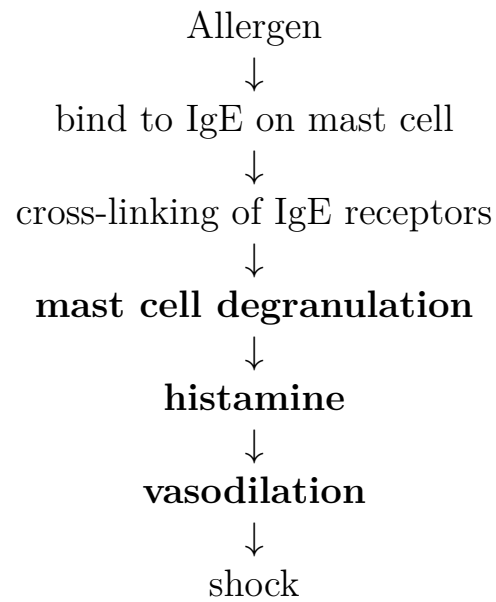 Allergen
↓
bind to IgE on mast cell
↓
cross-linking of IgE receptors
↓
mast cell degranulation
↓
histamine
↓
vasodilation
↓
shock